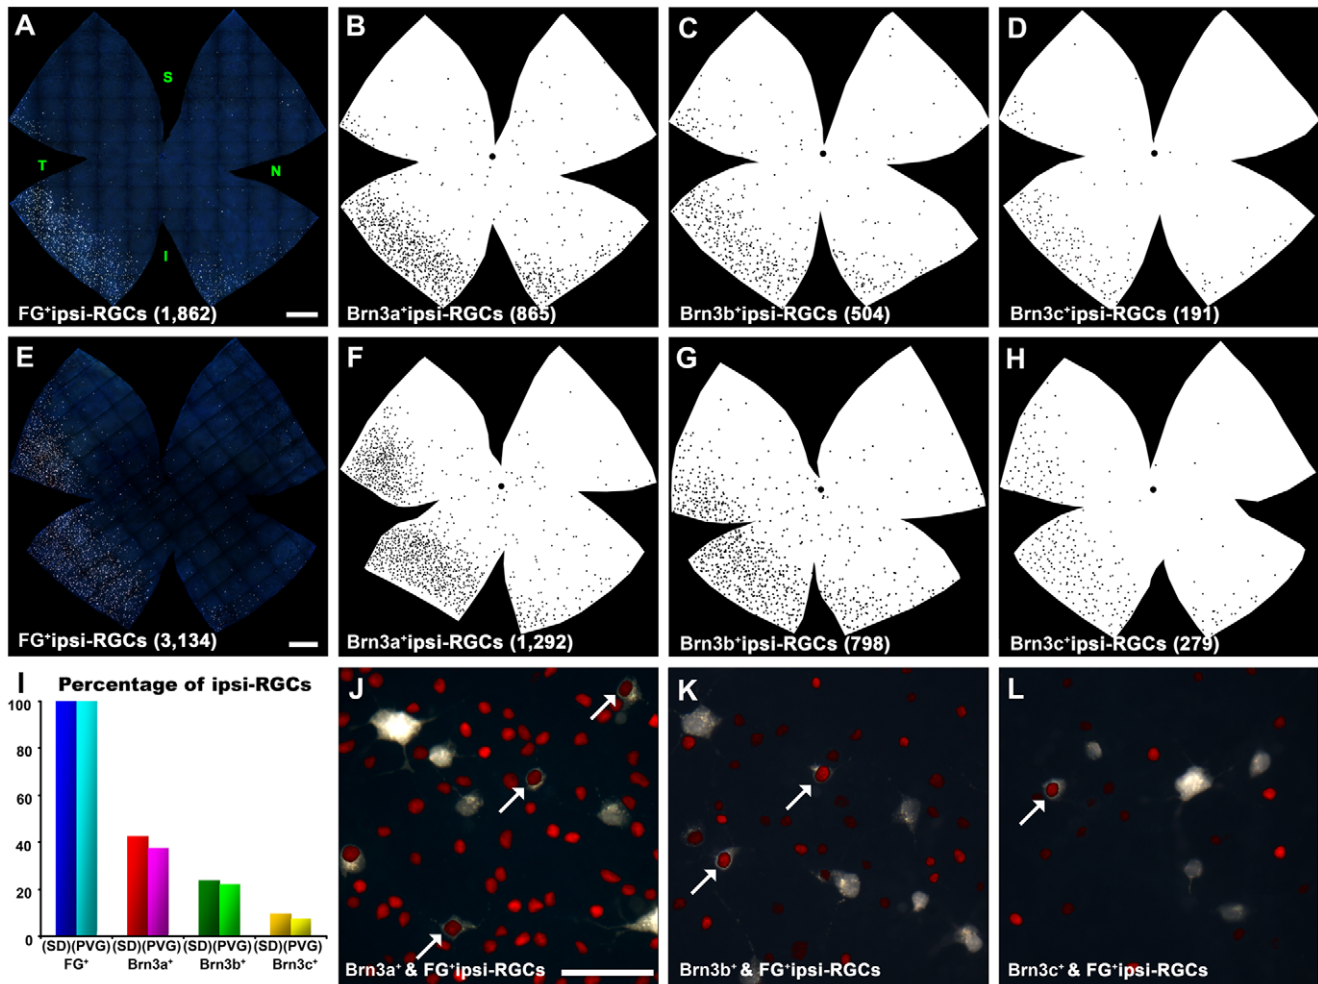 A
S
T
N
I
FG⁺ipsi-RGCs (1,862)
B
Brn3a⁺ipsi-RGCs (865)
C
Brn3b⁺ipsi-RGCs (504)
D
Brn3c⁺ipsi-RGCs (191)
E
FG⁺ipsi-RGCs (3,134)
F
Brn3a⁺ipsi-RGCs (1,292)
G
Brn3b⁺ipsi-RGCs (798)
H
Brn3c⁺ipsi-RGCs (279)
I
Percentage of ipsi-RGCs
100
80
60
40
20
0
(SD)(PVG) (SD)(PVG) (SD)(PVG) (SD)(PVG)
FG⁺ Brn3a⁺ Brn3b⁺ Brn3c⁺
J
Brn3a⁺ & FG⁺ipsi-RGCs
K
Brn3b⁺ & FG⁺ipsi-RGCs
L
Brn3c⁺ & FG⁺ipsi-RGCs